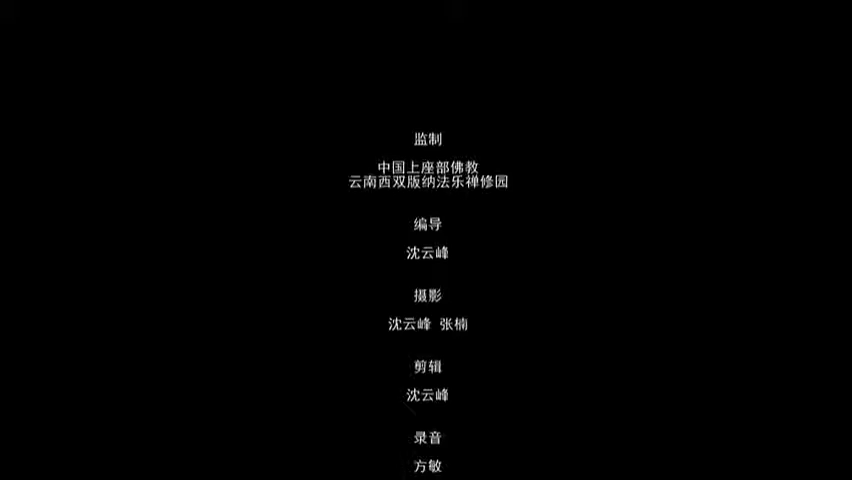 监制
中国上座部佛教
云南西双版纳法乐禅修园
编导
沈云峰
摄影
沈云峰 张楠
剪辑
沈云峰
录音
方敏